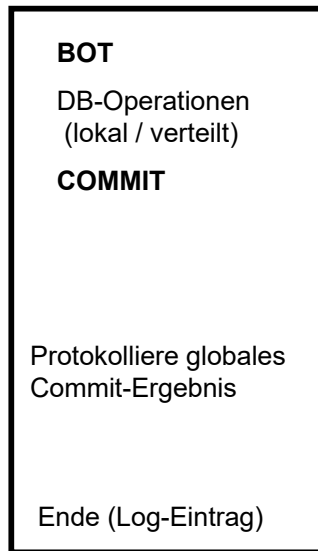 BOT
DB-Operationen
(lokal / verteilt)
COMMIT
Protokolliere globales
Commit-Ergebnis
Ende (Log-Eintrag)